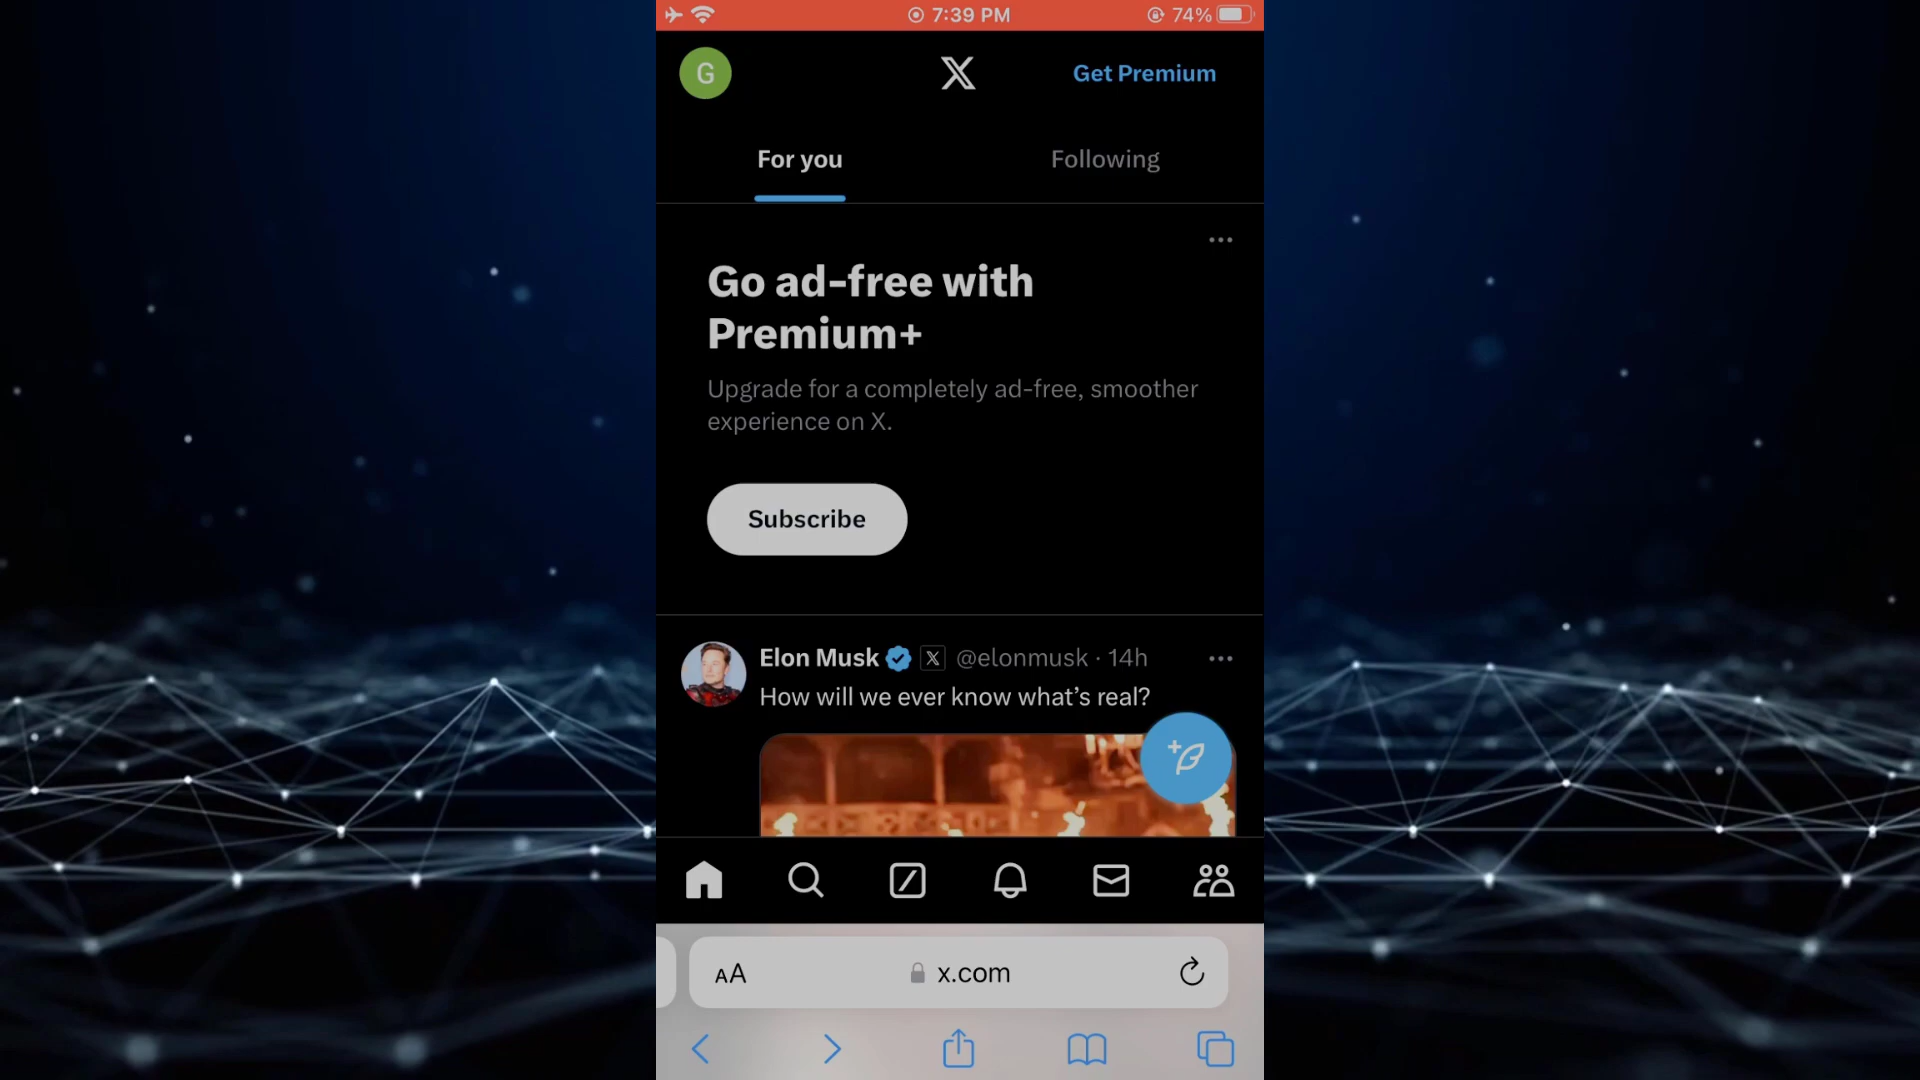 7:39 PM
74%
G
X
Get Premium
For you
Following
Go ad-free with
Premium+
Upgrade for a completely ad-free, smoother
experience on X.
Subscribe
Elon Musk X @elonmusk · 14h
How will we ever know what’s real?
AA
x.com